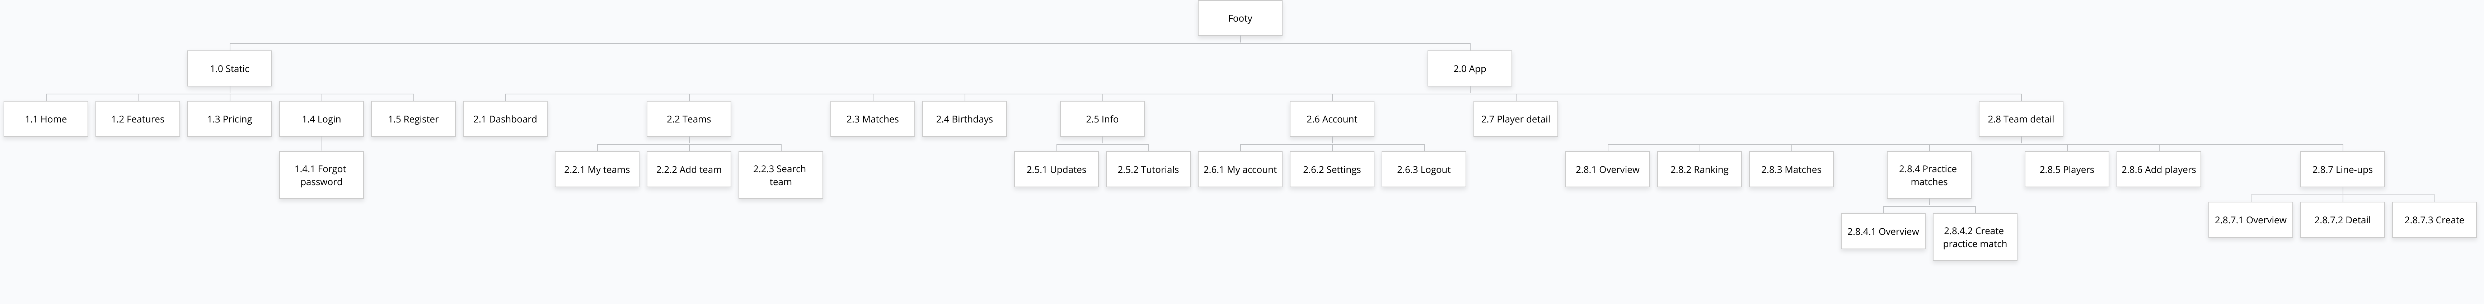 Footy
1.0 Static
2.0 App
1.1 Home
1.2 Features
1.3 Pricing
1.4 Login
1.5 Register
2.1 Dashboard
2.2 Teams
2.3 Matches
2.4 Birthdays
2.5 Info
2.6 Account
2.7 Player detail
2.8 Team detail
1.4.1 Forgot
password
2.2.1 My teams
2.2.2 Add team
2.2.3 Search
team
2.5.1 Updates
2.5.2 Tutorials
2.6.1 My account
2.6.2 Settings
2.6.3 Logout
2.8.1 Overview
2.8.2 Ranking
2.8.3 Matches
2.8.4 Practice
matches
2.8.5 Players
2.8.6 Add players
2.8.7 Line-ups
2.8.4.1 Overview
2.8.4.2 Create
practice match
2.8.7.1 Overview
2.8.7.2 Detail
2.8.7.3 Create